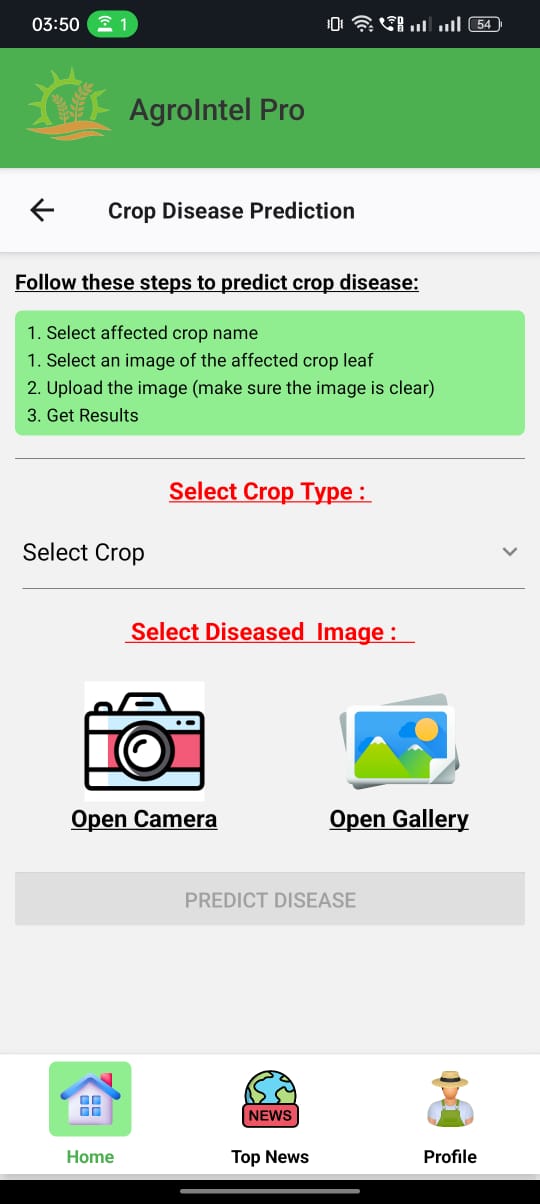 03:50 1 54
AgroIntel Pro
Crop Disease Prediction
Follow these steps to predict crop disease:
1. Select affected crop name
1. Select an image of the affected crop leaf
2. Upload the image (make sure the image is clear)
3. Get Results
Select Crop Type :
Select Crop
Select Diseased  Image :
Open Camera Open Gallery
PREDICT DISEASE
NEWS
Home Top News Profile